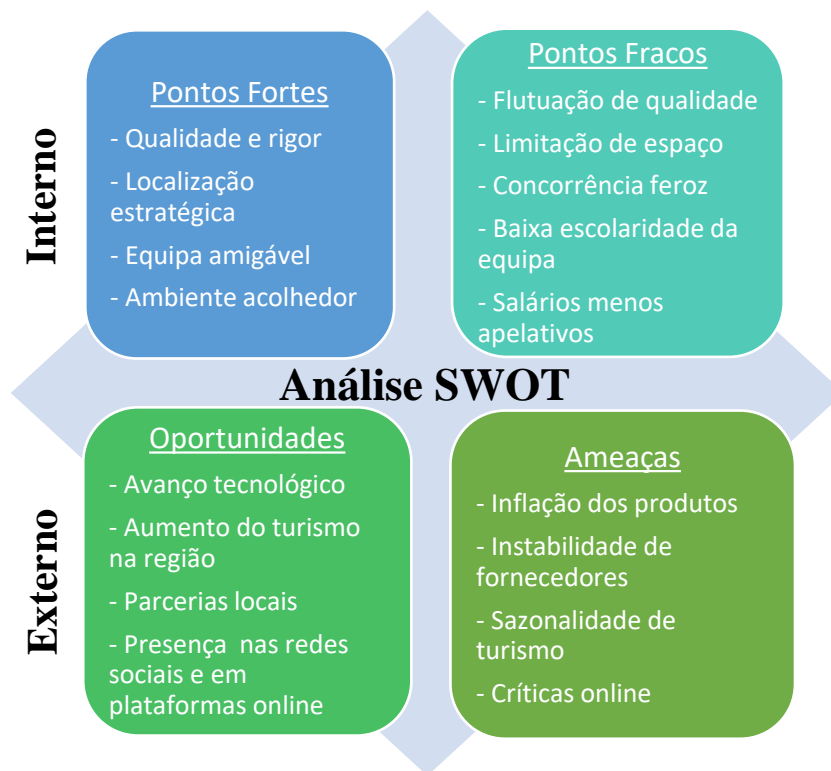 Interno
Pontos Fortes
- Qualidade e rigor
- Localização
estratégica
- Equipa amigável
- Ambiente acolhedor
Pontos Fracos
- Flutuação de qualidade
- Limitação de espaço
- Concorrência feroz
- Baixa escolaridade da
equipa
- Salários menos
apelativos
Análise SWOT
Externo
Oportunidades
- Avanço tecnológico
- Aumento do turismo
na região
- Parcerias locais
- Presença nas redes
sociais e em
plataformas online
Ameaças
- Inflação dos produtos
- Instabilidade de
fornecedores
- Sazonalidade de
turismo
- Críticas online